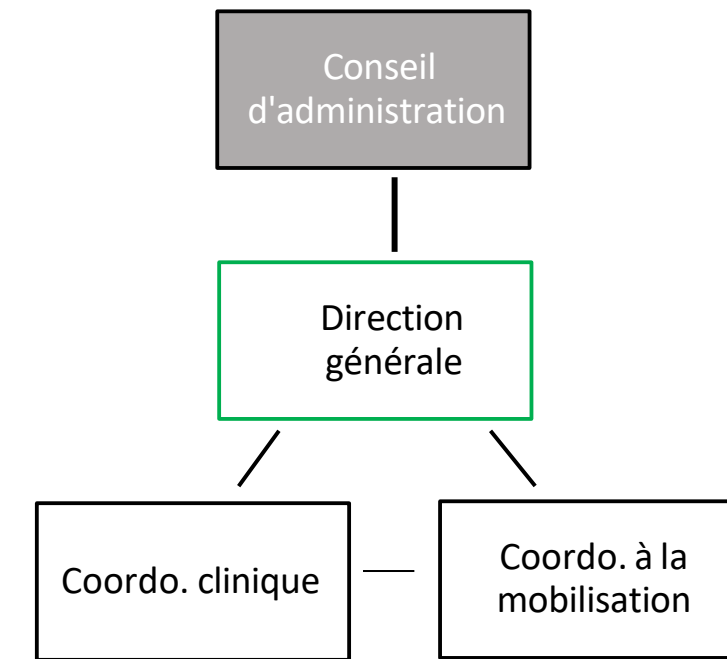 Conseil
d'administration
Direction
générale
Coordo. clinique
Coordo. à la
mobilisation